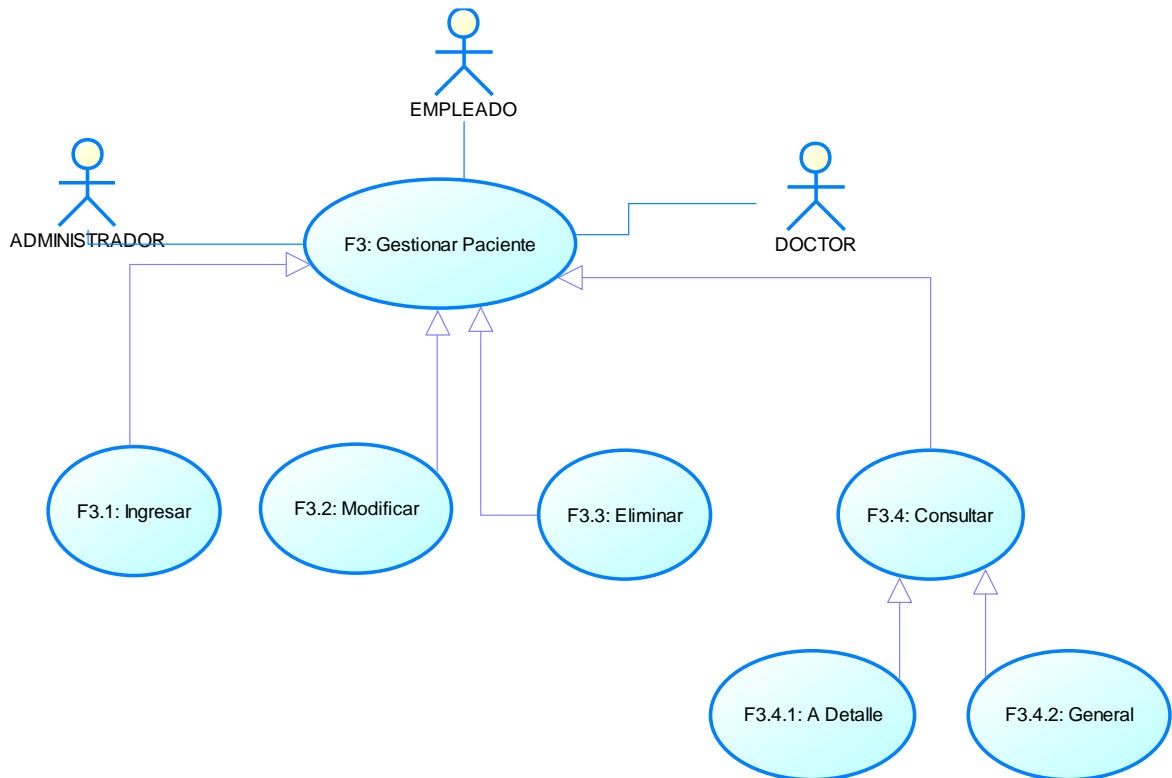 EMPLEADO
ADMINISTRADOR
F3: Gestionar Paciente
DOCTOR
F3.1: Ingresar
F3.2: Modificar
F3.3: Eliminar
F3.4: Consultar
F3.4.1: A Detalle
F3.4.2: General